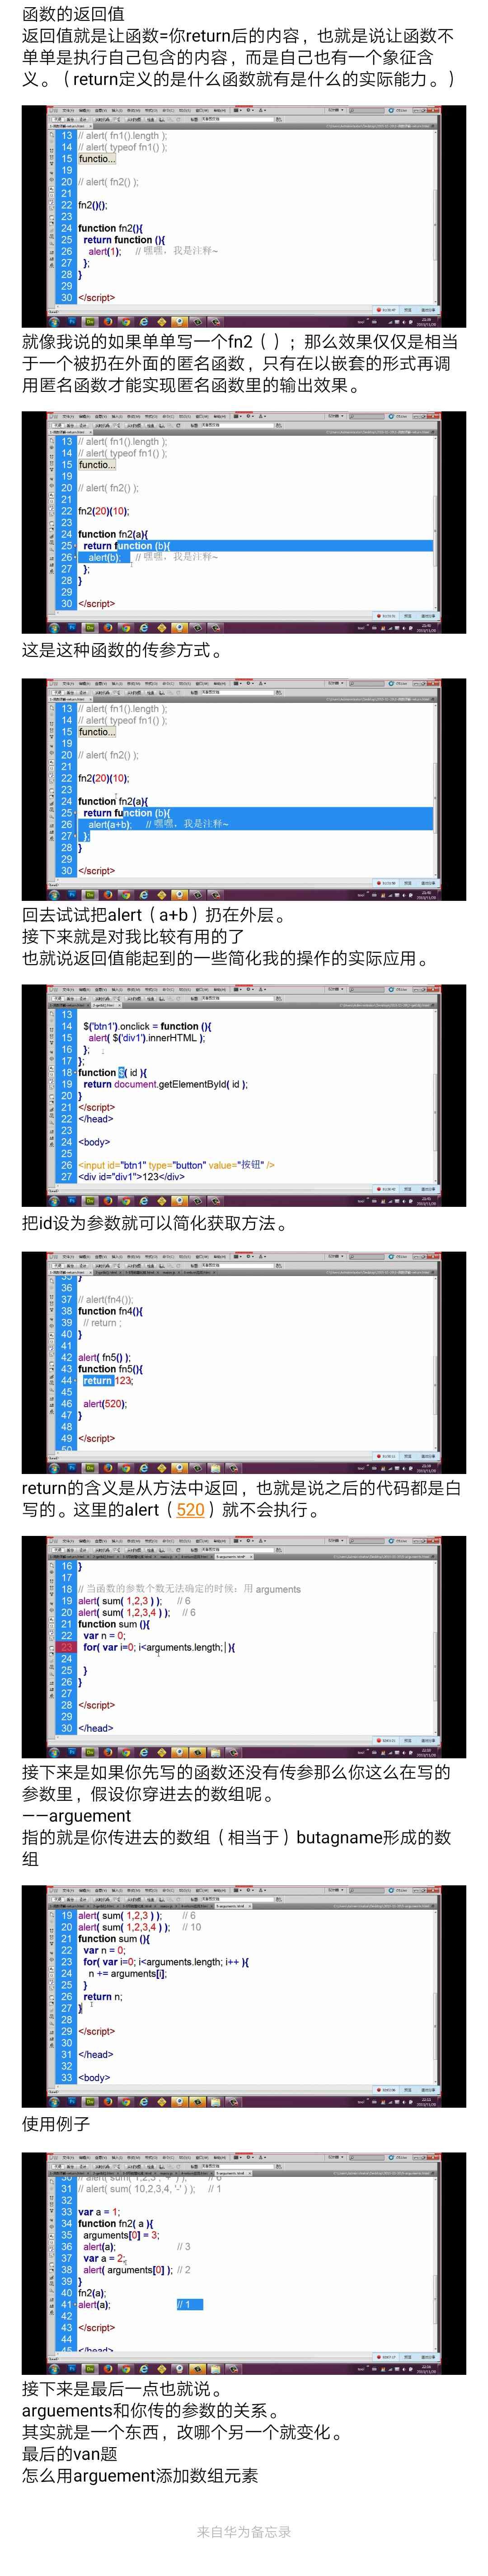 函数的返回值
返回值就是让函数=你return后的内容，也就是说让函数不
单单是执行自己包含的内容，而是自己也有一个象征含
义。（return定义的是什么函数就有是什么的实际能力。）
13 // alert( fn1().length );
14 // alert( typeof fn1() );
15 functio...
19
20 // alert( fn2() );
21
22 fn2()();
23
24 function fn2(){
25 return function (){
26 alert(1); // 嘿嘿，我是注释~
27 };
28 }
29
30 </script>
就像我说的如果单单写一个fn2（）；那么效果仅仅是相当
于一个被扔在外面的匿名函数，只有在以嵌套的形式再调
用匿名函数才能实现匿名函数里的输出效果。
13 // alert( fn1().length );
14 // alert( typeof fn1() );
15 functio...
19
20 // alert( fn2() );
21
22 fn2(20)(10);
23
24 function fn2(a){
25 return function (b){
26 alert(b); // 嘿嘿，我是注释~
27 };
28 }
29
30 </script>
这是这种函数的传参方式。
13 // alert( fn1().length );
14 // alert( typeof fn1() );
15 functio...
19
20 // alert( fn2() );
21
22 fn2(20)(10);
23
24 function fn2(a){
25 return function (b){
26 alert(a+b); // 嘿嘿，我是注释~
27 };
28 }
29
30 </script>
回去试试把alert（a+b）扔在外层。
接下来就是对我比较有用的了
也就说返回值能起到的一些简化我的操作的实际应用。
13
14 $('btn1').onclick = function (){
15 alert( $('div1').innerHTML );
16 };
17 };
18 function $( id ){
19 return document.getElementById( id );
20 }
21 </script>
22 </head>
23
24 <body>
25
26 <input id="btn1" type="button" value="按钮" />
27 <div id="div1">123</div>
把id设为参数就可以简化获取方法。
35 }
36
37 // alert(fn4());
38 function fn4(){
39 // return ;
40 }
41
42 alert( fn5() );
43 function fn5(){
44 return 123;
45
46 alert(520);
47 }
48
49 </script>
50
return的含义是从方法中返回，也就是说之后的代码都是白
写的。这里的alert（520）就不会执行。
16 }
17
18 // 当函数的参数个数无法确定的时候：用 arguments
19 alert( sum( 1,2,3 ) ); // 6
20 alert( sum( 1,2,3,4 ) ); // 6
21 function sum (){
22 var n = 0;
23 for( var i=0; i<arguments.length; ){
24
25 }
26 }
27
28 </script>
29
30 </head>
接下来是如果你先写的函数还没有传参那么你这么在写的
参数里，假设你穿进去的数组呢。
——arguement
指的就是你传进去的数组（相当于）butagname形成的数
组
19 alert( sum( 1,2,3 ) ); // 6
20 alert( sum( 1,2,3,4 ) ); // 10
21 function sum (){
22 var n = 0;
23 for( var i=0; i<arguments.length; i++ ){
24 n += arguments[i];
25 }
26 return n;
27 }
28
29 </script>
30
31 </head>
32
33 <body>
使用例子
31 // alert( sum( 10,2,3,4, '-' ) ); // 1
32
33 var a = 1;
34 function fn2( a ){
35 arguments[0] = 3;
36 alert(a); // 3
37 var a = 2;
38 alert( arguments[0] ); // 2
39 }
40 fn2(a);
41 alert(a); // 1
42
43 </script>
44
45 </head>
接下来是最后一点也就说。
arguements和你传的参数的关系。
其实就是一个东西，改哪个另一个就变化。
最后的van题
怎么用arguement添加数组元素
来自华为备忘录